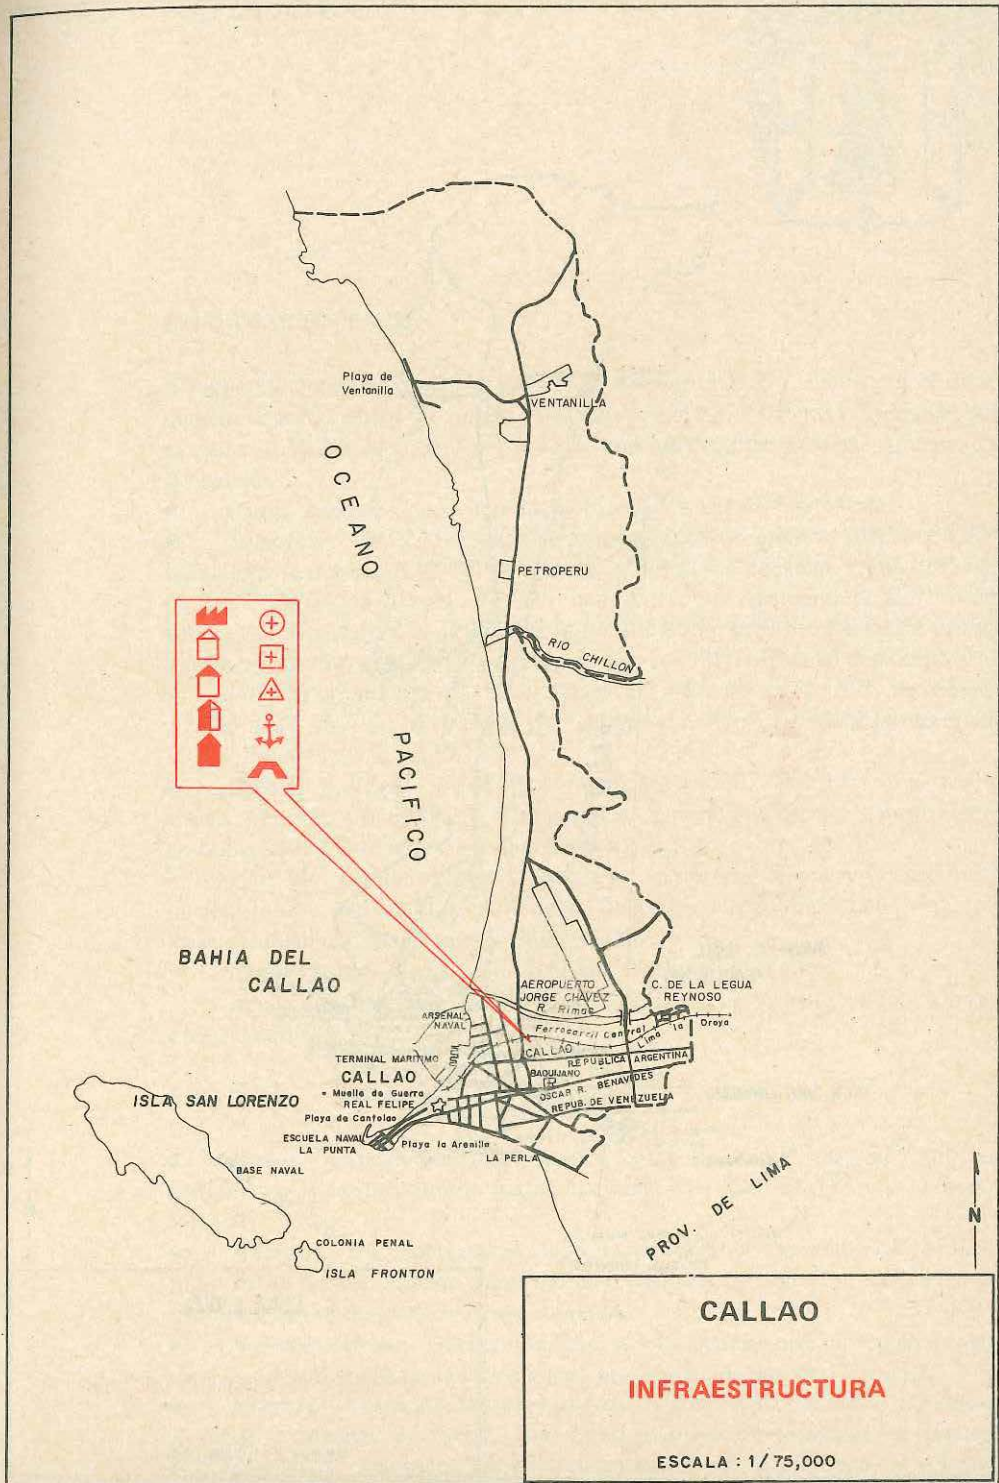 Playa de
Ventanilla
VENTANILLA
OCEANO
PETROPERU
RIO CHILLON
PACIFICO
BAHIA DEL
CALLAO
AEROPUERTO
JORGE CHAVEZ
R. Rimac
C. DE LA LEGUA
REYNOSO
ARSENAL
NAVAL
Ferrocarril Central
Lima la Oroya
TERMINAL MARITIMO
CALLAO
CALLAO
REPUBLICA ARGENTINA
BAQUIJANO
OSCAR R. BENAVIDES
REPUB. DE VENEZUELA
Muelle de Guerra
REAL FELIPE
Playa de Cantolao
ISLA SAN LORENZO
ESCUELA NAVAL
LA PUNTA
Playa la Arenilla
LA PERLA
BASE NAVAL
PROV. DE LIMA
N
COLONIA PENAL
ISLA FRONTON
CALLAO
INFRAESTRUCTURA
ESCALA : 1/75,000